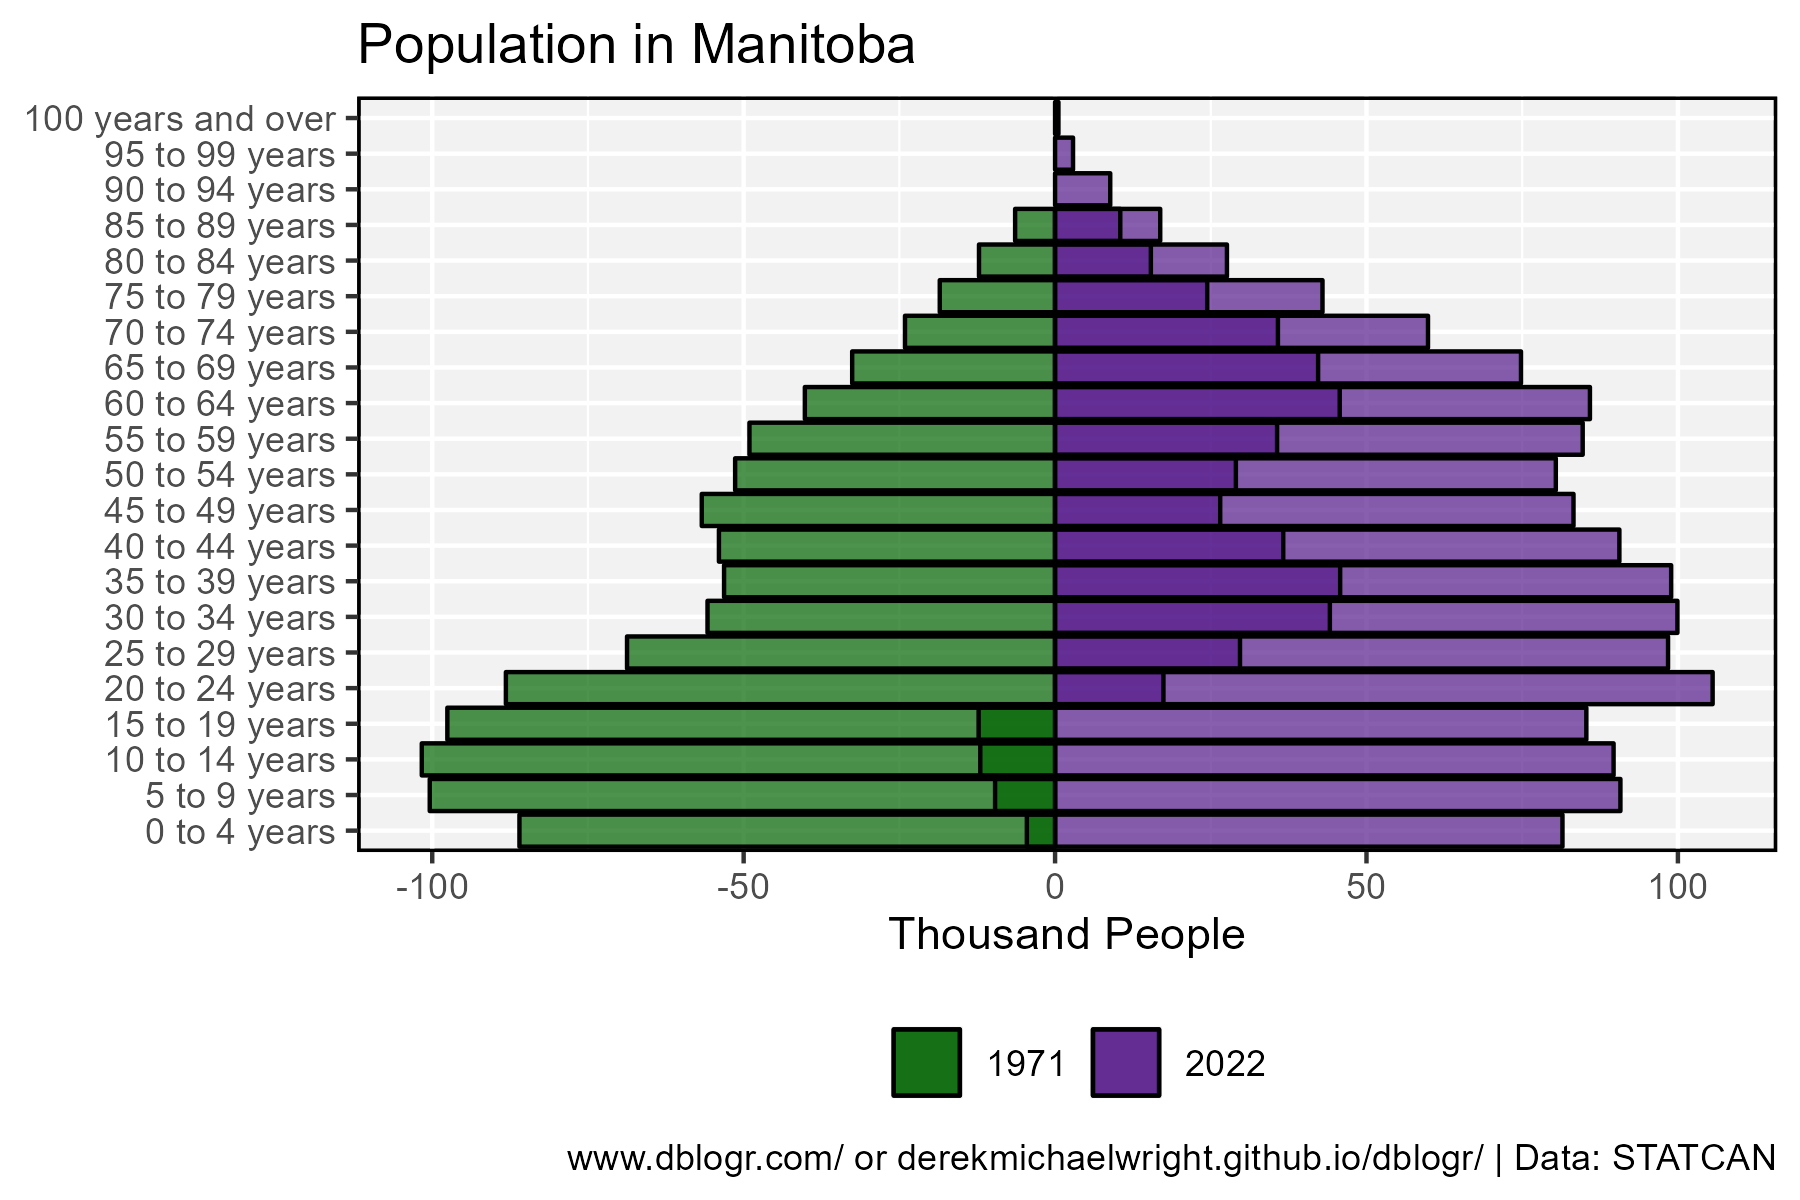 Population in Manitoba
100 years and over
95 to 99 years
90 to 94 years
85 to 89 years
80 to 84 years
75 to 79 years
70 to 74 years
65 to 69 years
60 to 64 years
55 to 59 years
50 to 54 years
45 to 49 years
40 to 44 years
35 to 39 years
30 to 34 years
25 to 29 years
20 to 24 years
15 to 19 years
10 to 14 years
5 to 9 years
0 to 4 years
-100 -50 0 50 100
Thousand People
1971 2022
www.dblogr.com/ or derekmichaelwright.github.io/dblogr/ | Data: STATCAN